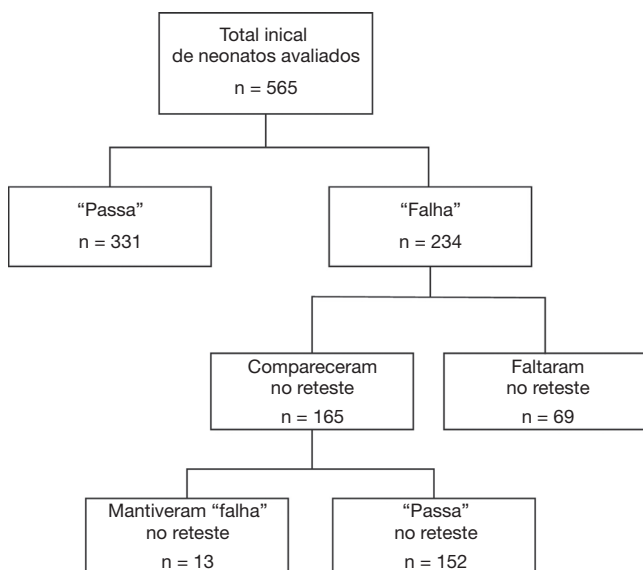 Total inical
de neonatos avaliados
n = 565
“Passa”
n = 331
“Falha”
n = 234
Compareceram
no reteste
n = 165
Faltaram
no reteste
n = 69
Mantiveram “falha”
no reteste
n = 13
“Passa”
no reteste
n = 152